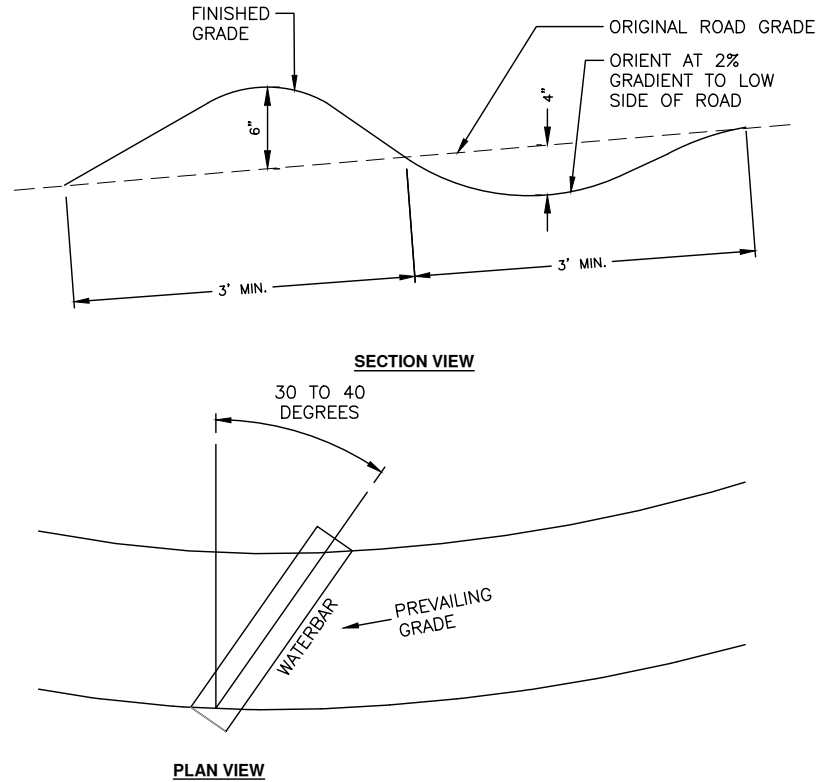 FINISHED
GRADE
ORIGINAL ROAD GRADE
ORIENT AT 2%
GRADIENT TO LOW
SIDE OF ROAD
6"
4"
3' MIN.
3' MIN.
SECTION VIEW
30 TO 40
DEGREES
WATERBAR
PREVAILING
GRADE
PLAN VIEW